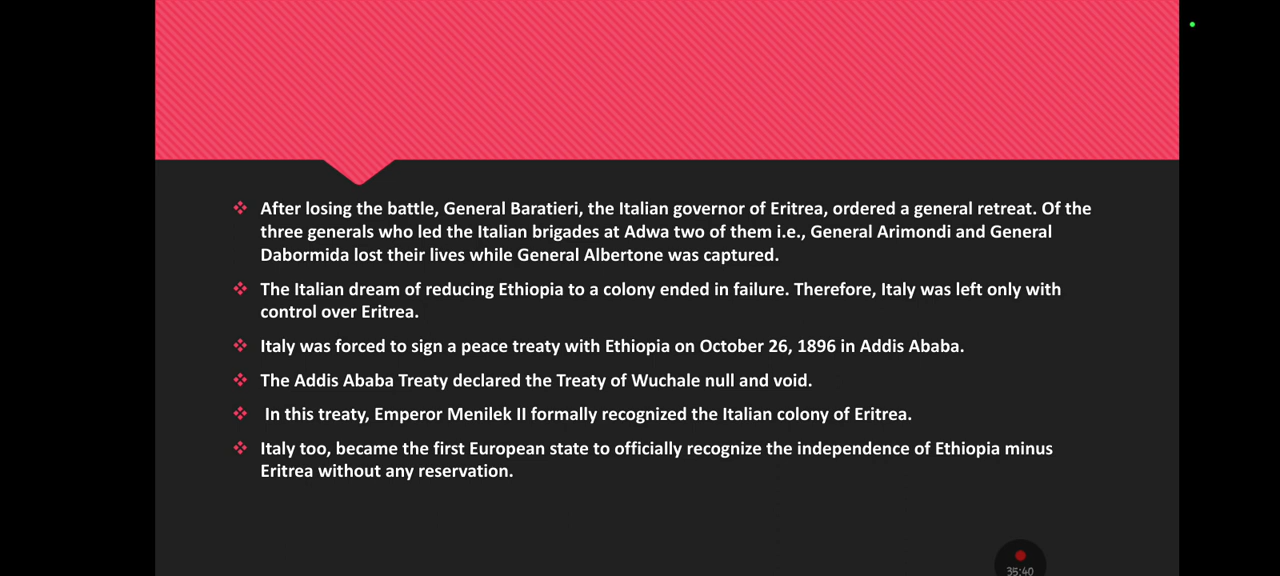 After losing the battle, General Baratieri, the Italian governor of Eritrea, ordered a general retreat. Of the
three generals who led the Italian brigades at Adwa two of them i.e., General Arimondi and General
Dabormida lost their lives while General Albertone was captured.
The Italian dream of reducing Ethiopia to a colony ended in failure. Therefore, Italy was left only with
control over Eritrea.
Italy was forced to sign a peace treaty with Ethiopia on October 26, 1896 in Addis Ababa.
The Addis Ababa Treaty declared the Treaty of Wuchale null and void.
In this treaty, Emperor Menilek II formally recognized the Italian colony of Eritrea.
Italy too, became the first European state to officially recognize the independence of Ethiopia minus
Eritrea without any reservation.
35:40